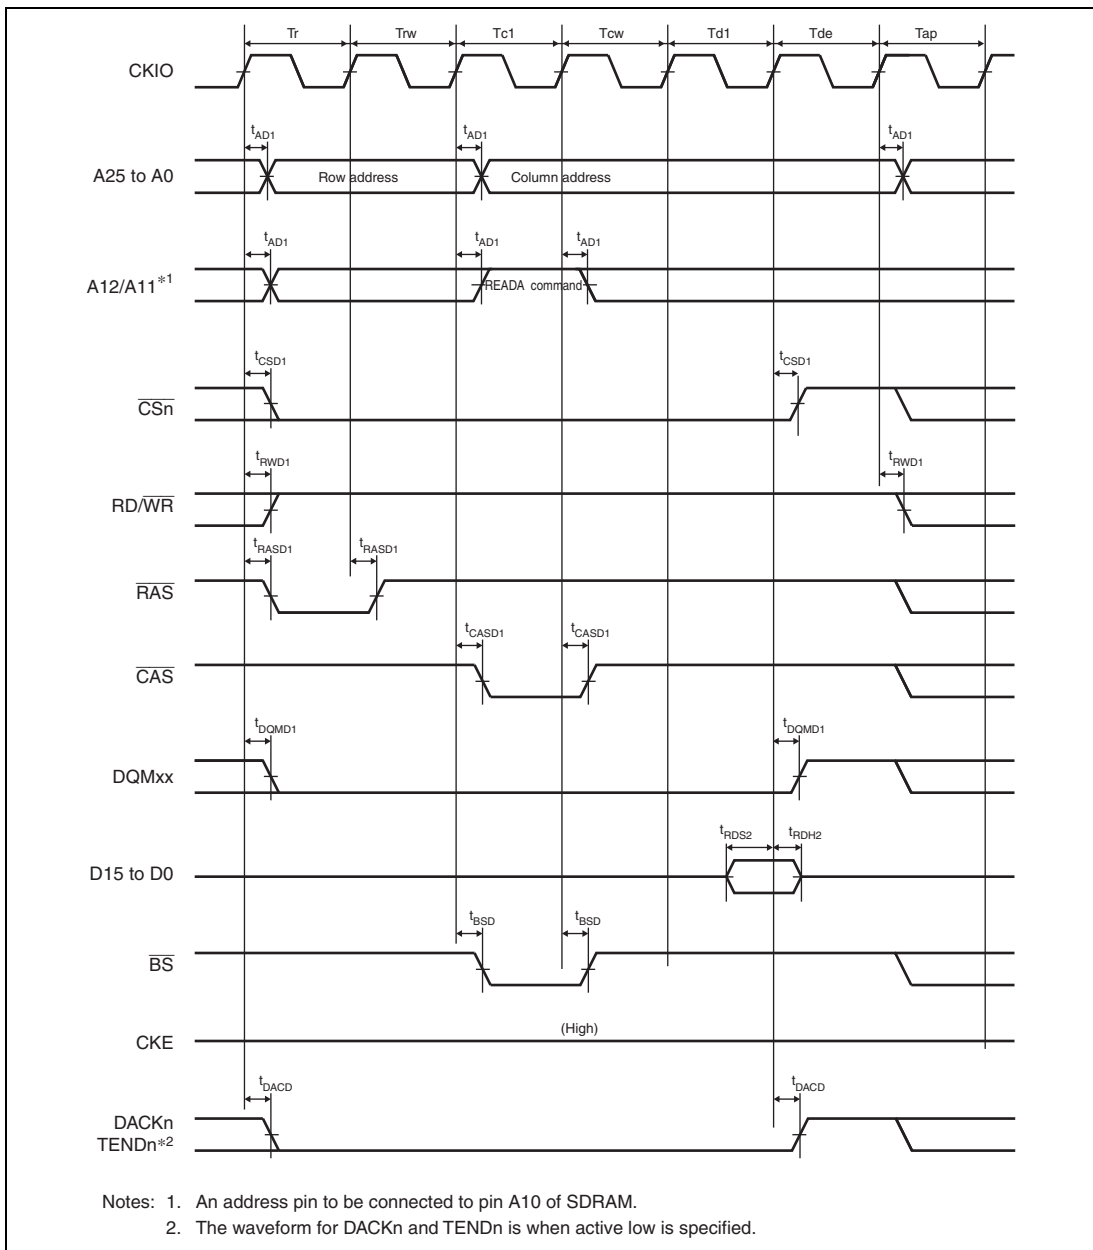 Tr Trw Tc1 Tcw Td1 Tde Tap
CKIO
tAD1 tAD1 tAD1
A25 to A0 Row address Column address
tAD1 tAD1 tAD1
A12/A11*1 READA command
tCSD1 tCSD1
CSn
tRWD1 tRWD1
RD/WR
tRASD1 tRASD1
RAS
tCASD1 tCASD1
CAS
tDQMD1 tDQMD1
DQMxx
tRDS2 tRDH2
D15 to D0
tBSD tBSD
BS
(High)
CKE
tDACD tDACD
DACKn
TENDn*2
Notes: 1. An address pin to be connected to pin A10 of SDRAM.
2. The waveform for DACKn and TENDn is when active low is specified.